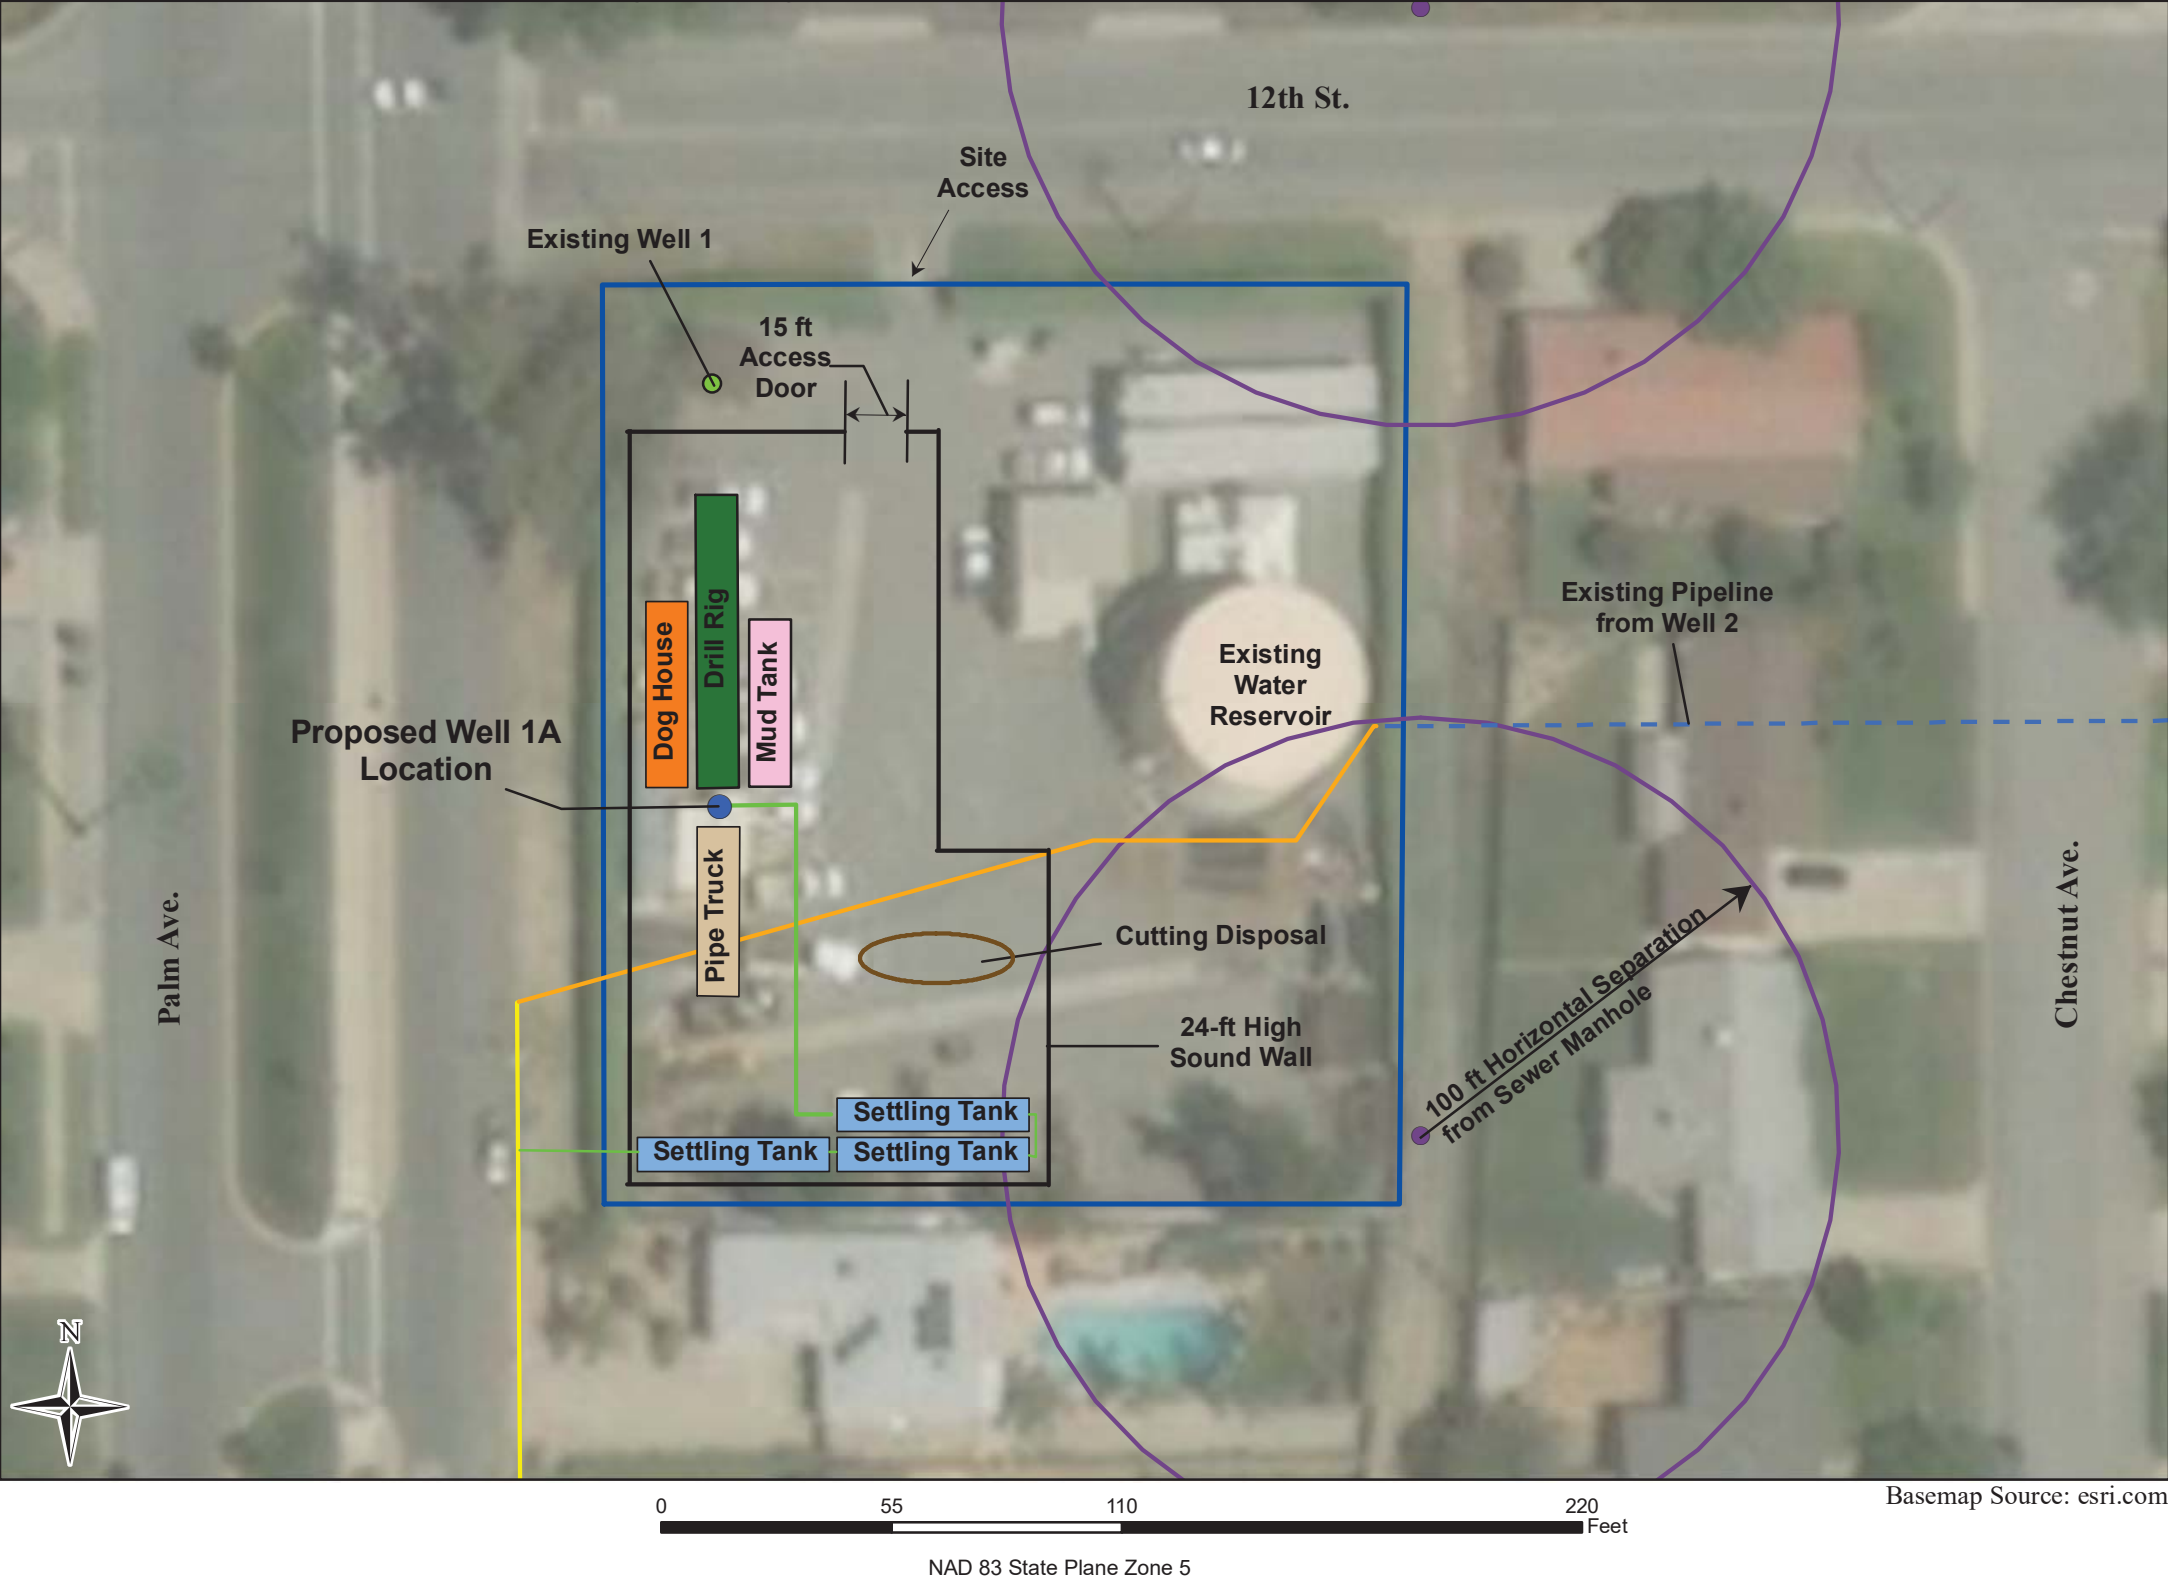 12th St.
Site
Access
Existing Well 1
15 ft
Access
Door
Existing Pipeline
from Well 2
Dog House
Drill Rig
Mud Tank
Existing
Water
Reservoir
Proposed Well 1A
Location
Pipe Truck
Palm Ave.
Chestnut Ave.
Cutting Disposal
100 ft Horizontal Separation
from Sewer Manhole
24-ft High
Sound Wall
Settling Tank
Settling Tank
Settling Tank
N
0 55 110 220
Feet
Basemap Source: esri.com
NAD 83 State Plane Zone 5